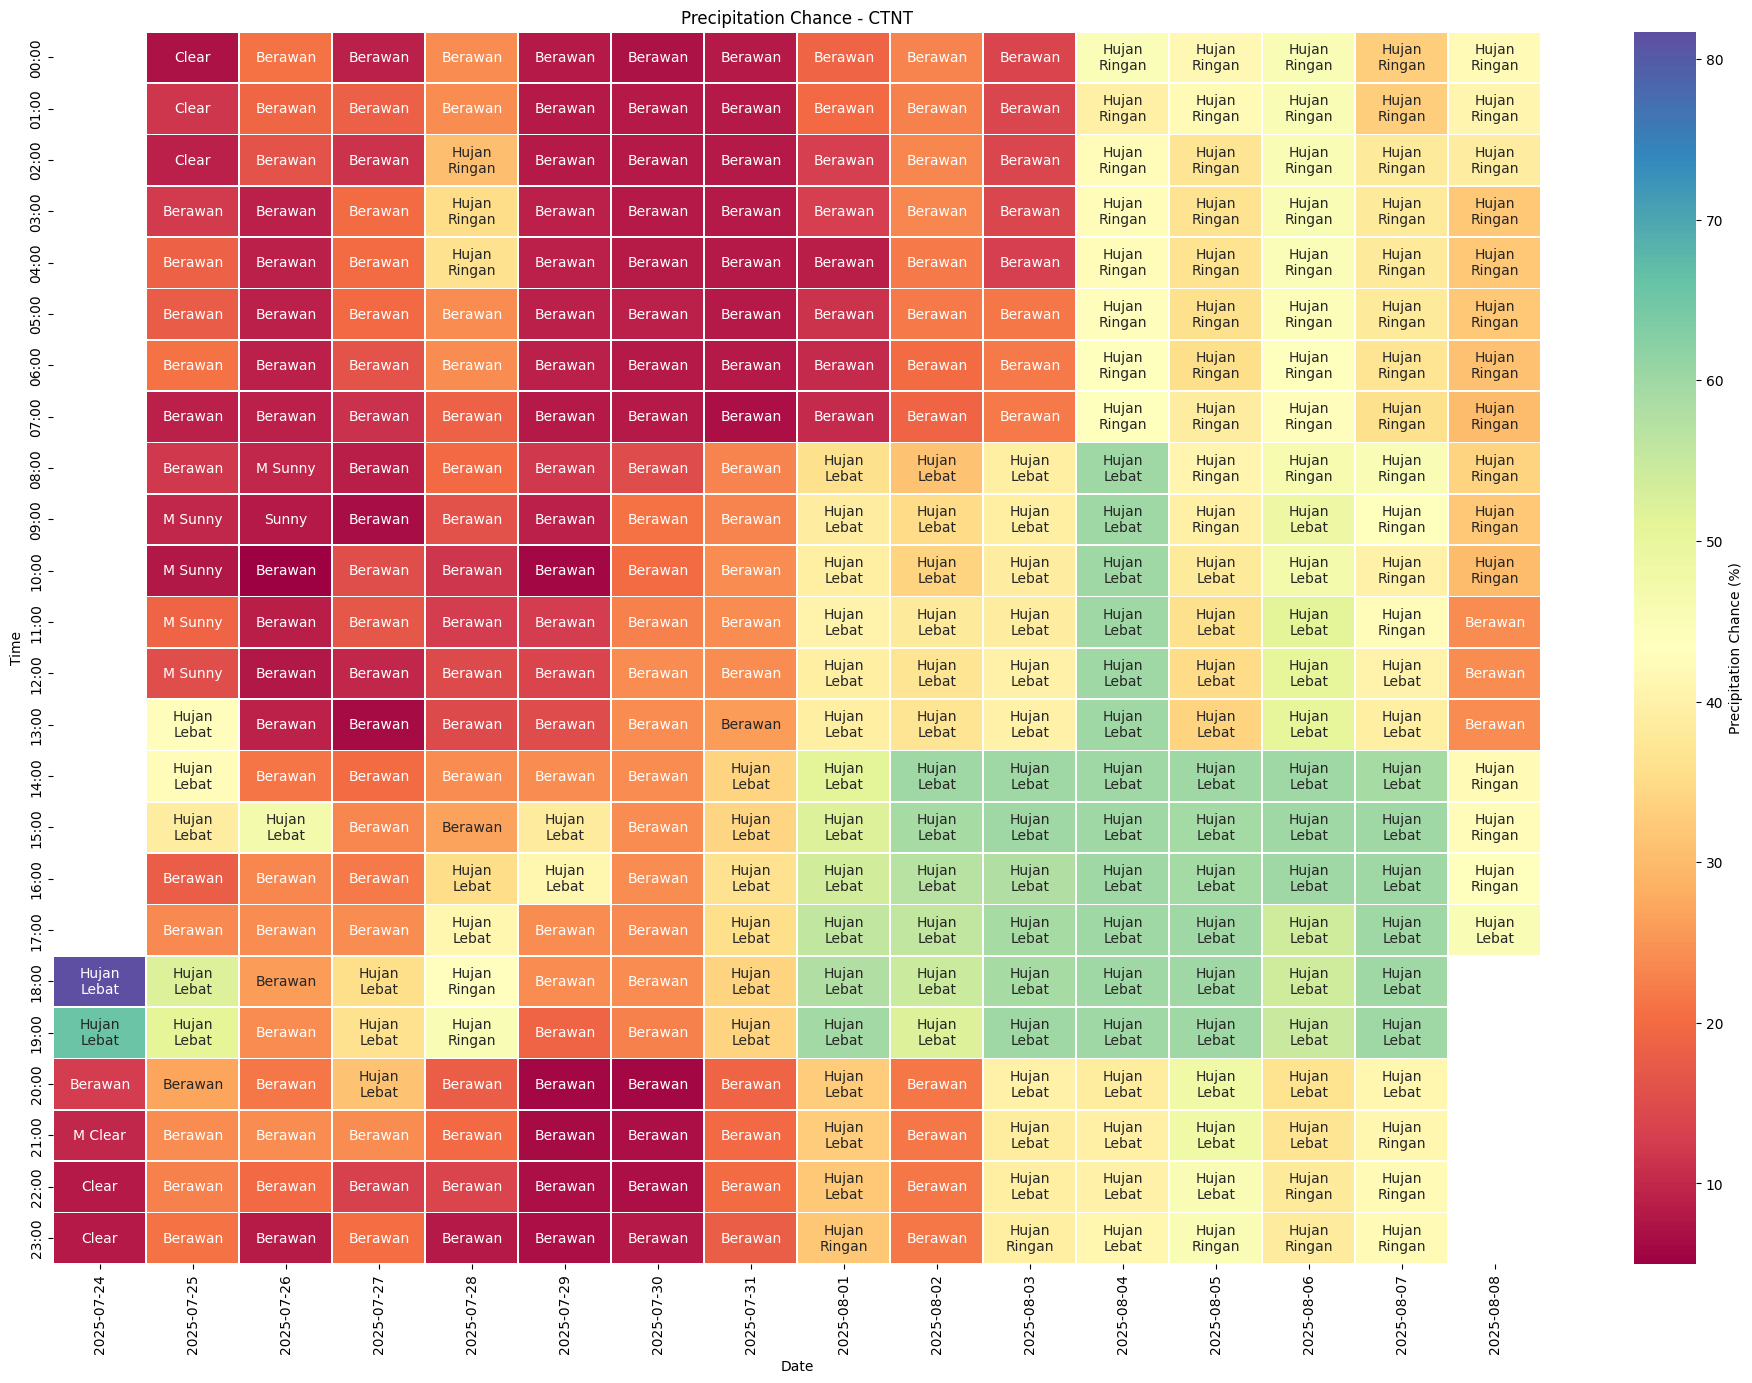 Precipitation Chance - CTNT
00:00 Clear Berawan Berawan Berawan Berawan Berawan Berawan Berawan Berawan Berawan Hujan Ringan Hujan Ringan Hujan Ringan Hujan Ringan Hujan Ringan
01:00 Clear Berawan Berawan Berawan Berawan Berawan Berawan Berawan Berawan Berawan Hujan Ringan Hujan Ringan Hujan Ringan Hujan Ringan Hujan Ringan
02:00 Clear Berawan Berawan Hujan Ringan Berawan Berawan Berawan Berawan Berawan Berawan Hujan Ringan Hujan Ringan Hujan Ringan Hujan Ringan Hujan Ringan
03:00 Berawan Berawan Berawan Hujan Ringan Berawan Berawan Berawan Berawan Berawan Berawan Hujan Ringan Hujan Ringan Hujan Ringan Hujan Ringan Hujan Ringan
04:00 Berawan Berawan Berawan Hujan Ringan Berawan Berawan Berawan Berawan Berawan Berawan Hujan Ringan Hujan Ringan Hujan Ringan Hujan Ringan Hujan Ringan
05:00 Berawan Berawan Berawan Berawan Berawan Berawan Berawan Berawan Berawan Berawan Hujan Ringan Hujan Ringan Hujan Ringan Hujan Ringan Hujan Ringan
06:00 Berawan Berawan Berawan Berawan Berawan Berawan Berawan Berawan Berawan Berawan Hujan Ringan Hujan Ringan Hujan Ringan Hujan Ringan Hujan Ringan
07:00 Berawan Berawan Berawan Berawan Berawan Berawan Berawan Berawan Berawan Berawan Hujan Ringan Hujan Ringan Hujan Ringan Hujan Ringan Hujan Ringan
08:00 Berawan M Sunny Berawan Berawan Berawan Berawan Berawan Hujan Lebat Hujan Lebat Hujan Lebat Hujan Lebat Hujan Ringan Hujan Ringan Hujan Ringan Hujan Ringan
09:00 M Sunny Sunny Berawan Berawan Berawan Berawan Berawan Hujan Lebat Hujan Lebat Hujan Lebat Hujan Lebat Hujan Ringan Hujan Lebat Hujan Ringan Hujan Ringan
10:00 M Sunny Berawan Berawan Berawan Berawan Berawan Berawan Hujan Lebat Hujan Lebat Hujan Lebat Hujan Lebat Hujan Lebat Hujan Lebat Hujan Ringan Hujan Ringan
11:00 M Sunny Berawan Berawan Berawan Berawan Berawan Berawan Hujan Lebat Hujan Lebat Hujan Lebat Hujan Lebat Hujan Lebat Hujan Lebat Hujan Ringan Berawan
12:00 M Sunny Berawan Berawan Berawan Berawan Berawan Berawan Hujan Lebat Hujan Lebat Hujan Lebat Hujan Lebat Hujan Lebat Hujan Lebat Hujan Lebat Berawan
13:00 Hujan Lebat Berawan Berawan Berawan Berawan Berawan Berawan Hujan Lebat Hujan Lebat Hujan Lebat Hujan Lebat Hujan Lebat Hujan Lebat Hujan Lebat Berawan
14:00 Hujan Lebat Berawan Berawan Berawan Berawan Berawan Hujan Lebat Hujan Lebat Hujan Lebat Hujan Lebat Hujan Lebat Hujan Lebat Hujan Lebat Hujan Lebat Hujan Ringan
15:00 Hujan Lebat Hujan Lebat Berawan Berawan Hujan Lebat Berawan Hujan Lebat Hujan Lebat Hujan Lebat Hujan Lebat Hujan Lebat Hujan Lebat Hujan Lebat Hujan Lebat Hujan Ringan
16:00 Berawan Berawan Berawan Hujan Lebat Hujan Lebat Berawan Hujan Lebat Hujan Lebat Hujan Lebat Hujan Lebat Hujan Lebat Hujan Lebat Hujan Lebat Hujan Lebat Hujan Ringan
17:00 Berawan Berawan Berawan Hujan Lebat Berawan Berawan Hujan Lebat Hujan Lebat Hujan Lebat Hujan Lebat Hujan Lebat Hujan Lebat Hujan Lebat Hujan Lebat Hujan Lebat
18:00 Hujan Lebat Hujan Lebat Berawan Hujan Lebat Hujan Ringan Berawan Berawan Hujan Lebat Hujan Lebat Hujan Lebat Hujan Lebat Hujan Lebat Hujan Lebat Hujan Lebat Hujan Lebat
19:00 Hujan Lebat Hujan Lebat Berawan Hujan Lebat Hujan Ringan Berawan Berawan Hujan Lebat Hujan Lebat Hujan Lebat Hujan Lebat Hujan Lebat Hujan Lebat Hujan Lebat Hujan Lebat
20:00 Berawan Berawan Berawan Hujan Lebat Berawan Berawan Berawan Berawan Hujan Lebat Berawan Hujan Lebat Hujan Lebat Hujan Lebat Hujan Lebat Hujan Lebat
21:00 M Clear Berawan Berawan Berawan Berawan Berawan Berawan Berawan Hujan Lebat Berawan Hujan Lebat Hujan Lebat Hujan Lebat Hujan Lebat Hujan Ringan
22:00 Clear Berawan Berawan Berawan Berawan Berawan Berawan Berawan Hujan Lebat Berawan Hujan Lebat Hujan Lebat Hujan Lebat Hujan Ringan Hujan Ringan
23:00 Clear Berawan Berawan Berawan Berawan Berawan Berawan Berawan Hujan Ringan Berawan Hujan Ringan Hujan Lebat Hujan Ringan Hujan Ringan Hujan Ringan
Time
2025-07-24 2025-07-25 2025-07-26 2025-07-27 2025-07-28 2025-07-29 2025-07-30 2025-07-31 2025-08-01 2025-08-02 2025-08-03 2025-08-04 2025-08-05 2025-08-06 2025-08-07 2025-08-08
Date
80
70
60
50
40
30
20
10
Precipitation Chance (%)